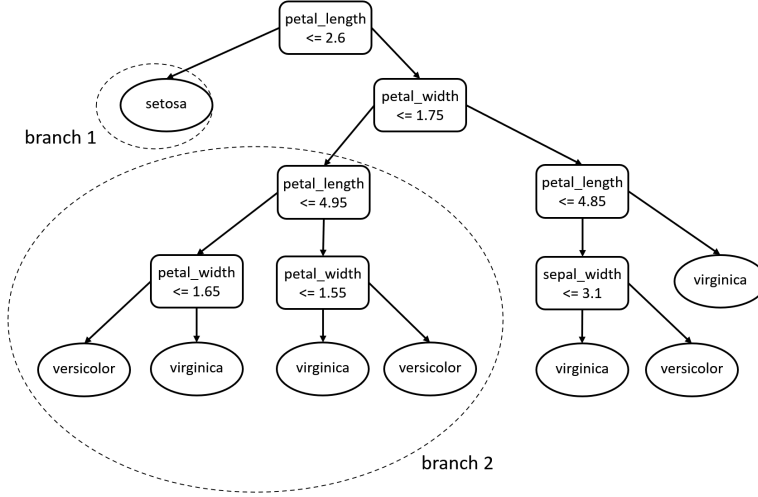 petal_length
<= 2.6
setosa
petal_width
<= 1.75
branch 1
petal_length
<= 4.95
petal_length
<= 4.85
petal_width
<= 1.65
petal_width
<= 1.55
sepal_width
<= 3.1
virginica
versicolor
virginica
virginica
versicolor
virginica
versicolor
branch 2